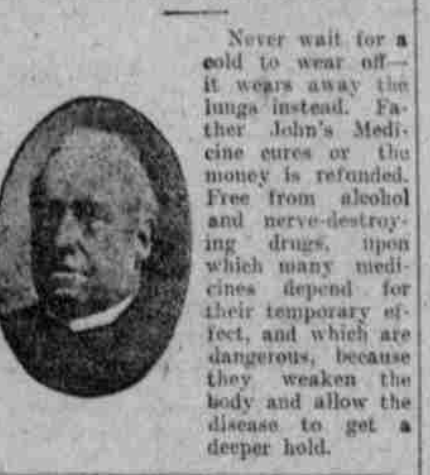 Never wait for a
cold to wear off—
it wears away the
lungs instead. Fa-
ther John's Medi-
cine cures or the
money is refunded.
Free from alcohol
and nerve-destroy-
ing drugs, upon
which many medi-
cines depend for
their temporary ef-
fect, and which are
dangerous, because
they weaken the
body and allow the
disease to get a
deeper hold.